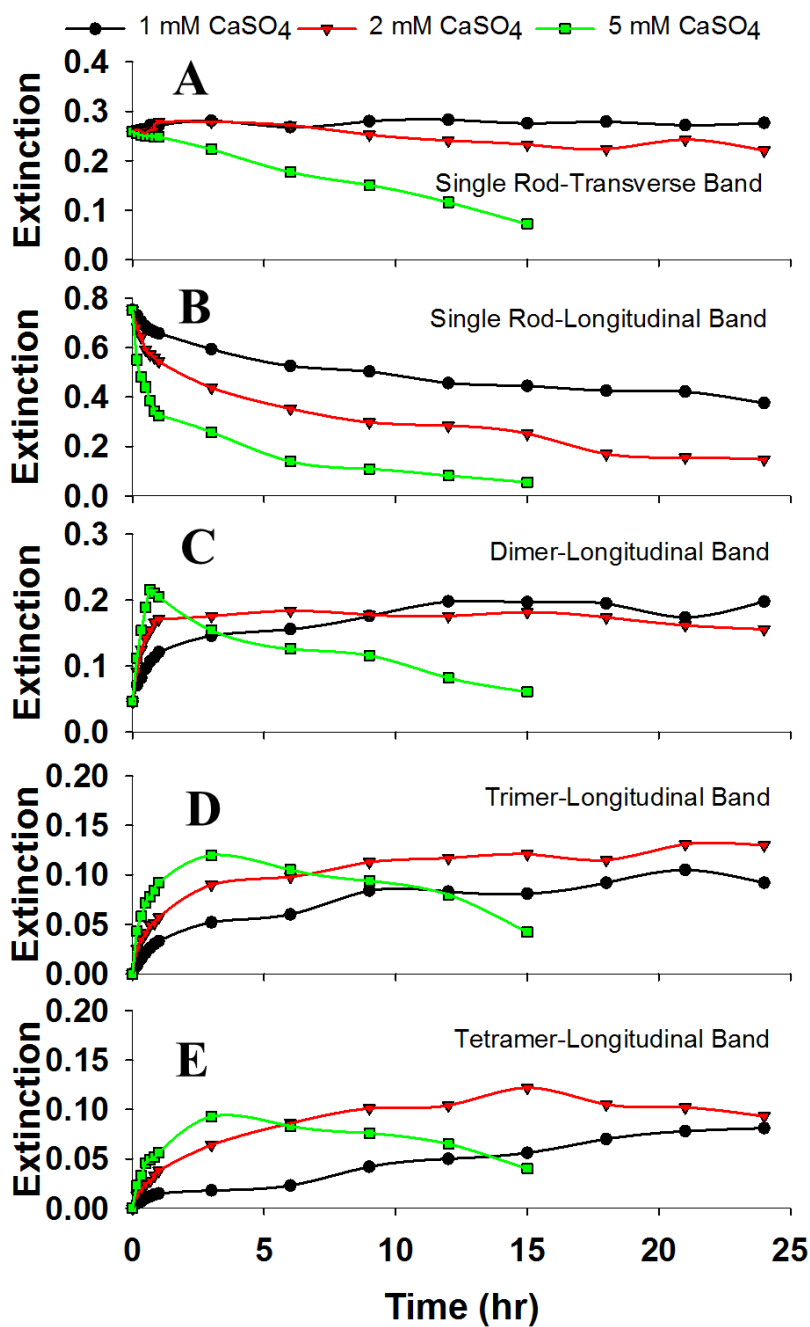 1 mM CaSO4 2 mM CaSO4 5 mM CaSO4
A
Extinction
0.4
0.3
0.2
0.1
0.0
Single Rod-Transverse Band
B
Extinction
0.8
0.6
0.4
0.2
0.0
Single Rod-Longitudinal Band
C
Extinction
0.3
0.2
0.1
0.0
Dimer-Longitudinal Band
D
Extinction
0.20
0.15
0.10
0.05
0.00
Trimer-Longitudinal Band
E
Extinction
0.20
0.15
0.10
0.05
0.00
Tetramer-Longitudinal Band
0 5 10 15 20 25
Time (hr)